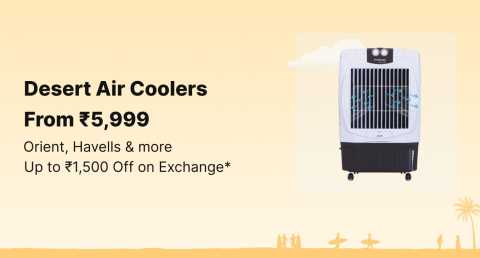 Desert Air Coolers
From ₹5,999
Orient, Havells & more
Up to ₹1,500 Off on Exchange*